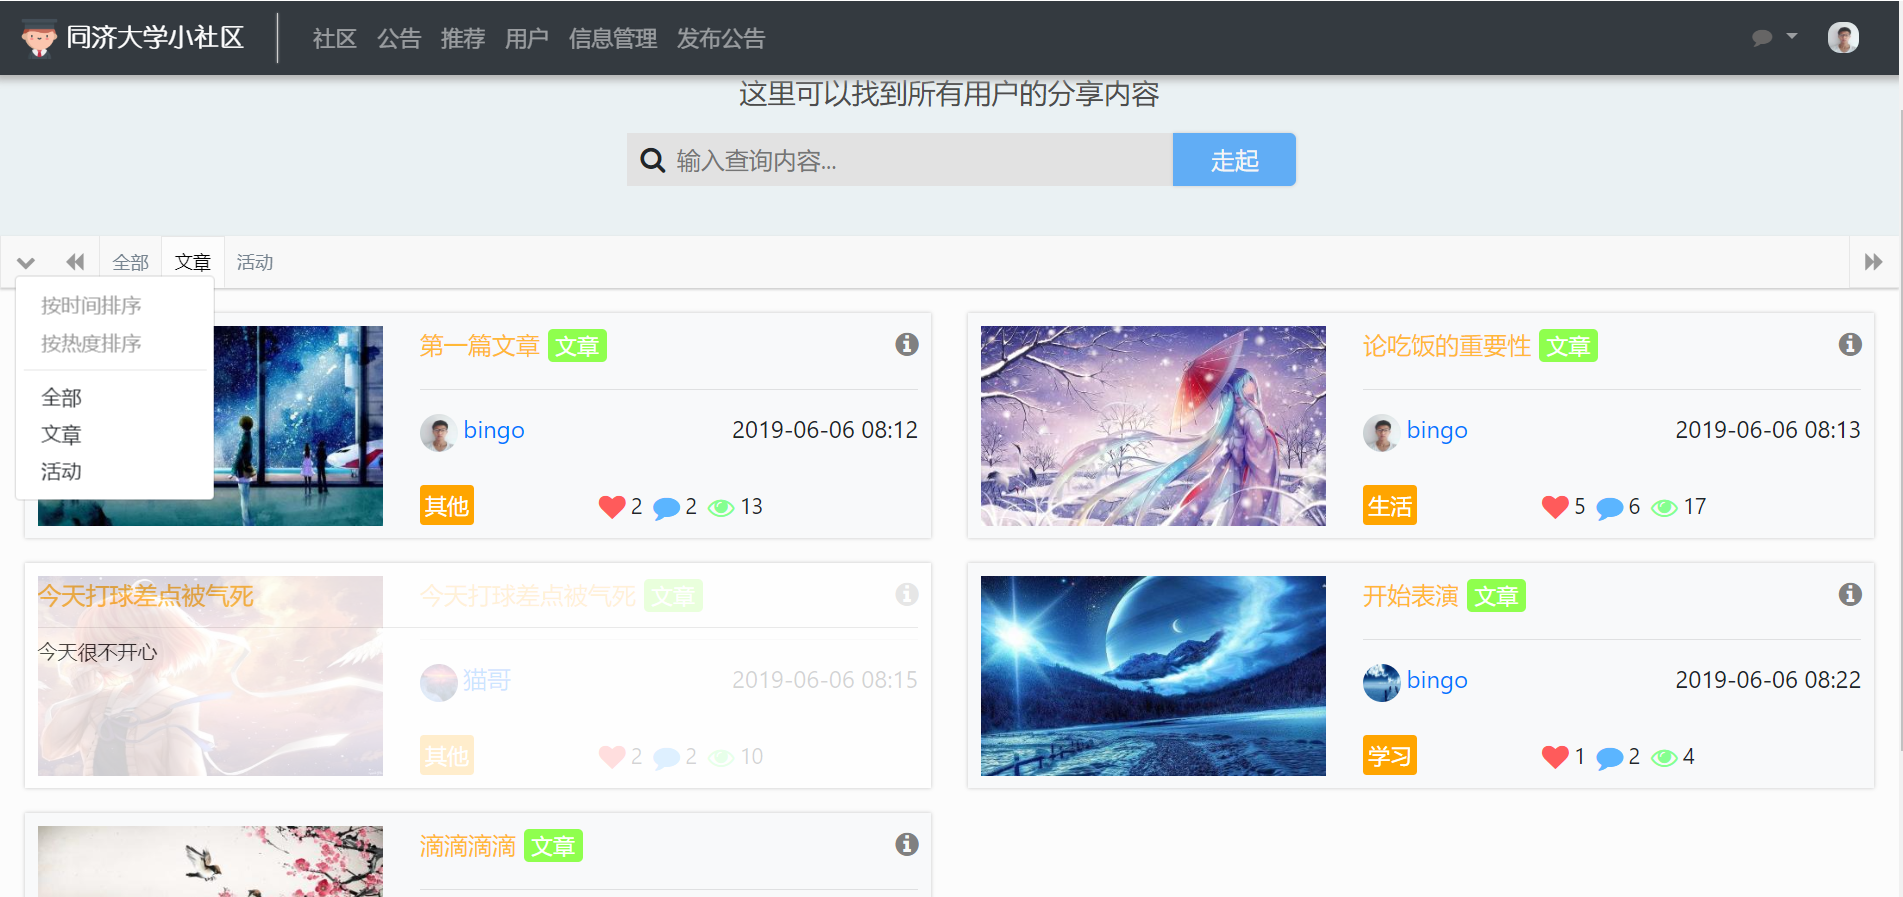 同济大学小社区
社区 公告 推荐 用户 信息管理 发布公告
这里可以找到所有用户的分享内容
输入查询内容... 走起
全部 文章 活动
按时间排序
按热度排序
全部
文章
活动
第一篇文章 文章
bingo 2019-06-06 08:12
其他 2 2 13
论吃饭的重要性 文章
bingo 2019-06-06 08:13
生活 5 6 17
今天打球差点被气死
今天很不开心
今天打球差点被气死 文章
猫哥 2019-06-06 08:15
其他 2 2 10
开始表演 文章
bingo 2019-06-06 08:22
学习 1 2 4
滴滴滴滴 文章